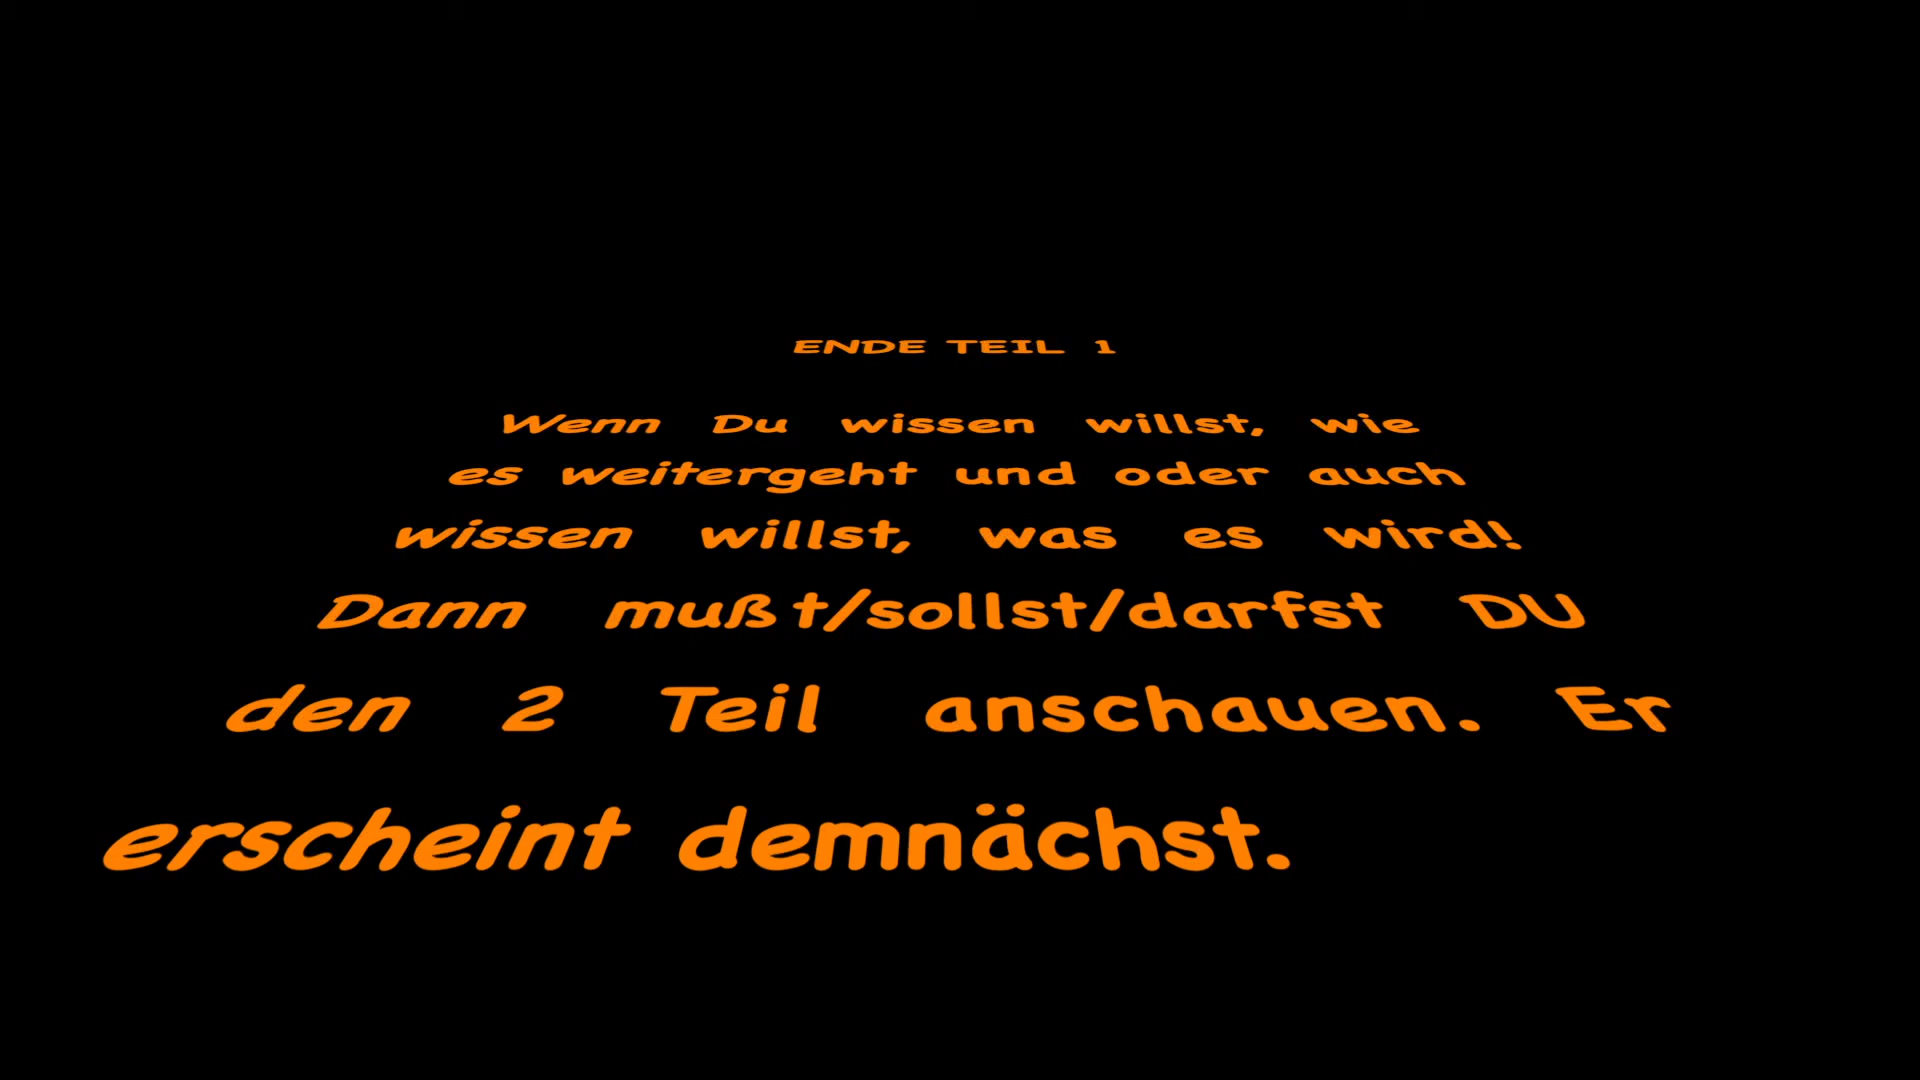 ENDE TEIL 1
Wenn Du wissen willst, wie
es weitergeht und oder auch
wissen willst, was es wird!
Dann mußt/sollst/darfst DU
den 2 Teil anschauen. Er
erscheint demnächst.